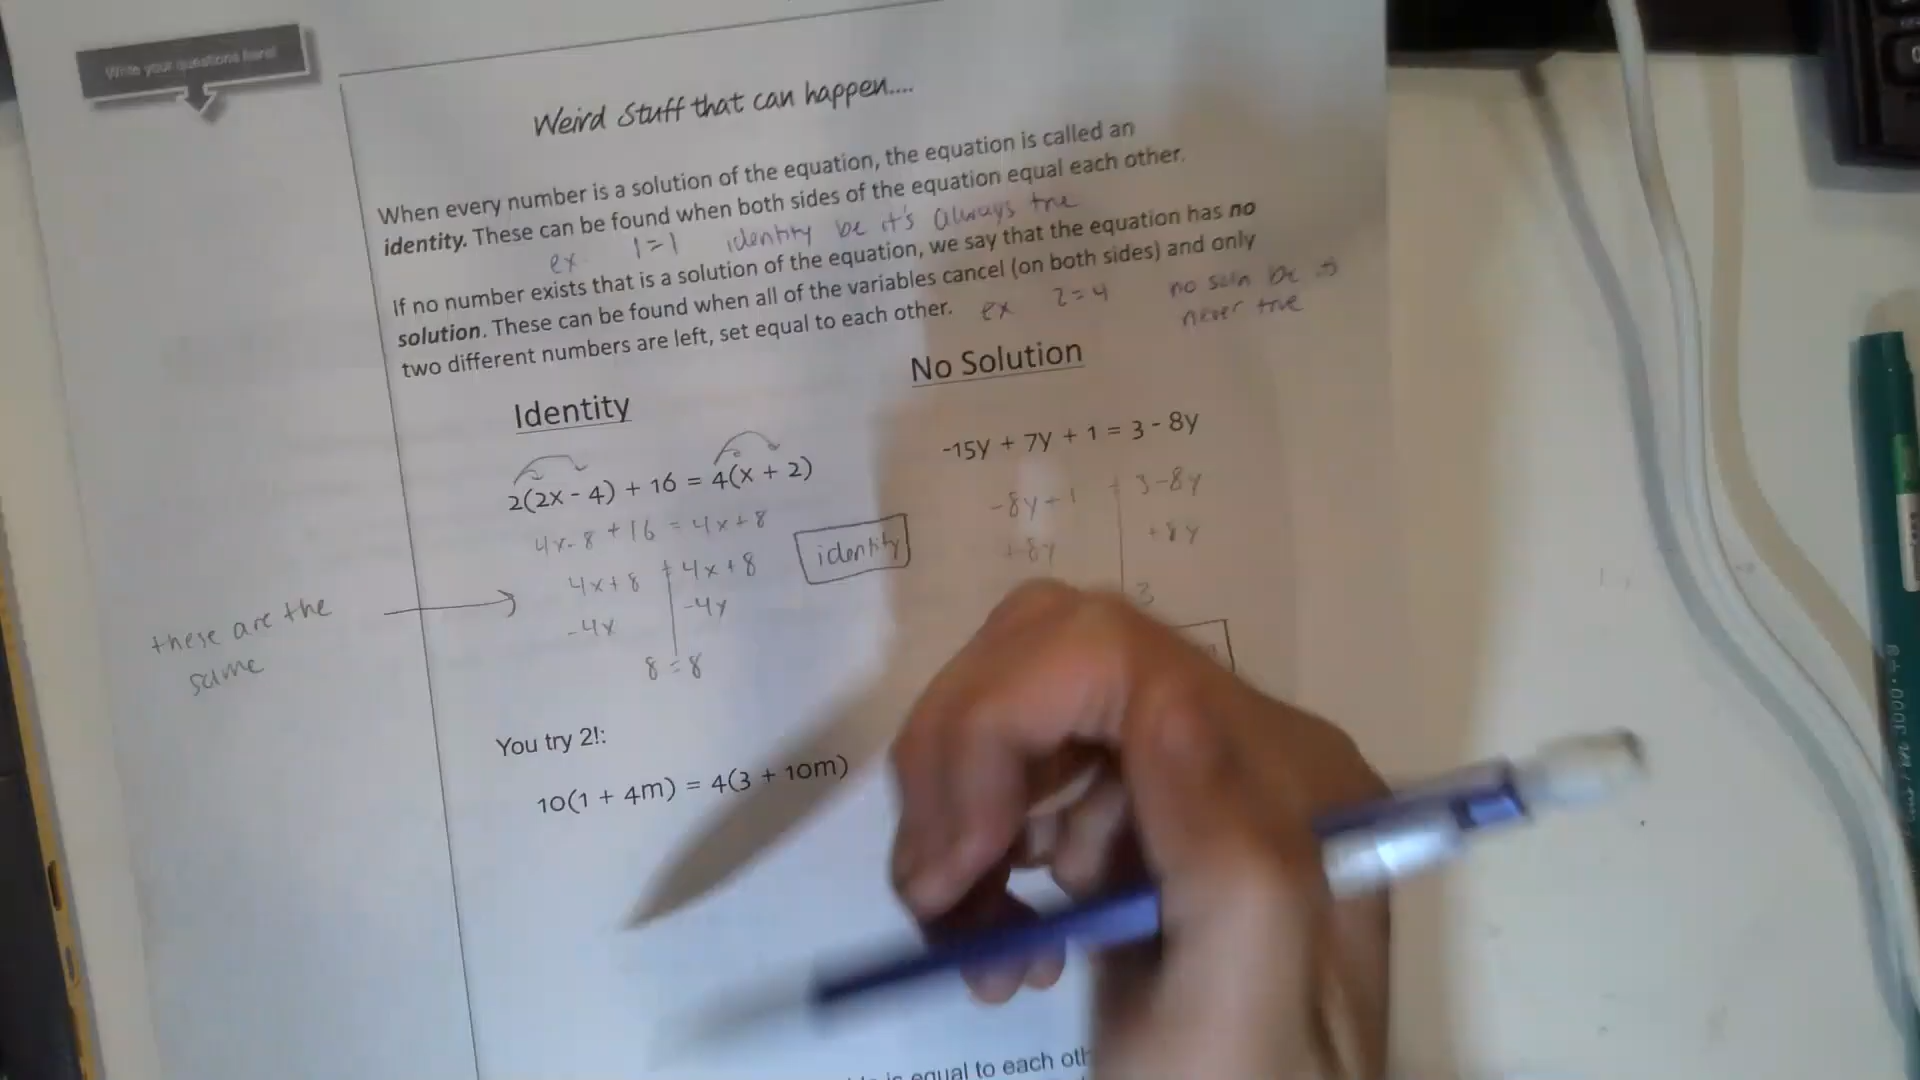 Write your questions here!
Weird Stuff that can happen....
When every number is a solution of the equation, the equation is called an
identity. These can be found when both sides of the equation equal each other.
ex 1=1 identity bc it's always true
If no number exists that is a solution of the equation, we say that the equation has no
solution. These can be found when all of the variables cancel (on both sides) and only
two different numbers are left, set equal to each other. ex 2=4
no soln bc
never true
Identity
2(2x - 4) + 16 = 4(x + 2)
4x-8 +16 = 4x+8
4x+8 = 4x+8
-4x -4x
8 = 8
identity
these are the
same
No Solution
-15y + 7y + 1 = 3 - 8y
-8y+1 = 3-8y
+8y +8y
3
You try 2!:
10(1 + 4m) = 4(3 + 10m)
equal to each